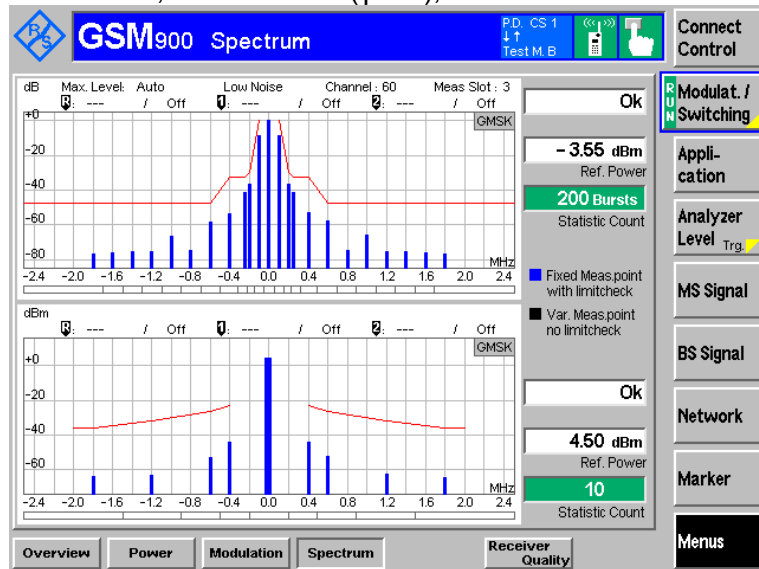 R/S GSM900 Spectrum P.D. CS 1
Test M. B
Connect
Control
RUN
Modulat. /
Switching
Appli-
cation
Analyzer
Level Trg.
MS Signal
BS Signal
Network
Marker
Menus
dB Max. Level: Auto Low Noise Channel : 60 Meas Slot : 3
R: --- / Off 1: --- / Off 2: --- / Off
GMSK
+0
-20
-40
-60
-80
MHz
-2.4 -2.0 -1.6 -1.2 -0.8 -0.4 0.0 0.4 0.8 1.2 1.6 2.0 2.4
Ok
- 3.55 dBm
Ref. Power
200 Bursts
Statistic Count
Fixed Meas.point
with limitcheck
Var. Meas.point
no limitcheck
dBm
R: --- / Off 1: --- / Off 2: --- / Off
GMSK
+0
-20
-40
-60
MHz
-2.4 -2.0 -1.6 -1.2 -0.8 -0.4 0.0 0.4 0.8 1.2 1.6 2.0 2.4
Ok
4.50 dBm
Ref. Power
10
Statistic Count
Overview Power Modulation Spectrum Receiver
Quality